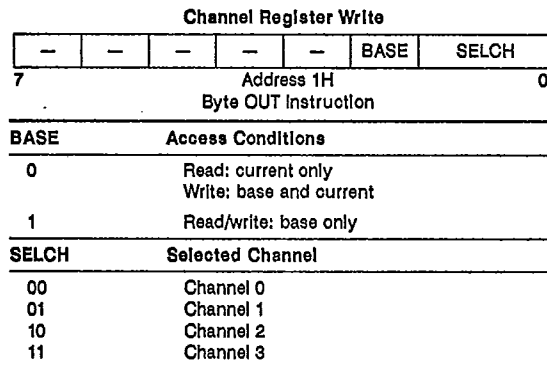 Channel Register Write
— — — — — BASE SELCH
7 Address 1H 0
Byte OUT Instruction
BASE Access Conditions
0 Read: current only
Write: base and current
1 Read/write: base only
SELCH Selected Channel
00 Channel 0
01 Channel 1
10 Channel 2
11 Channel 3